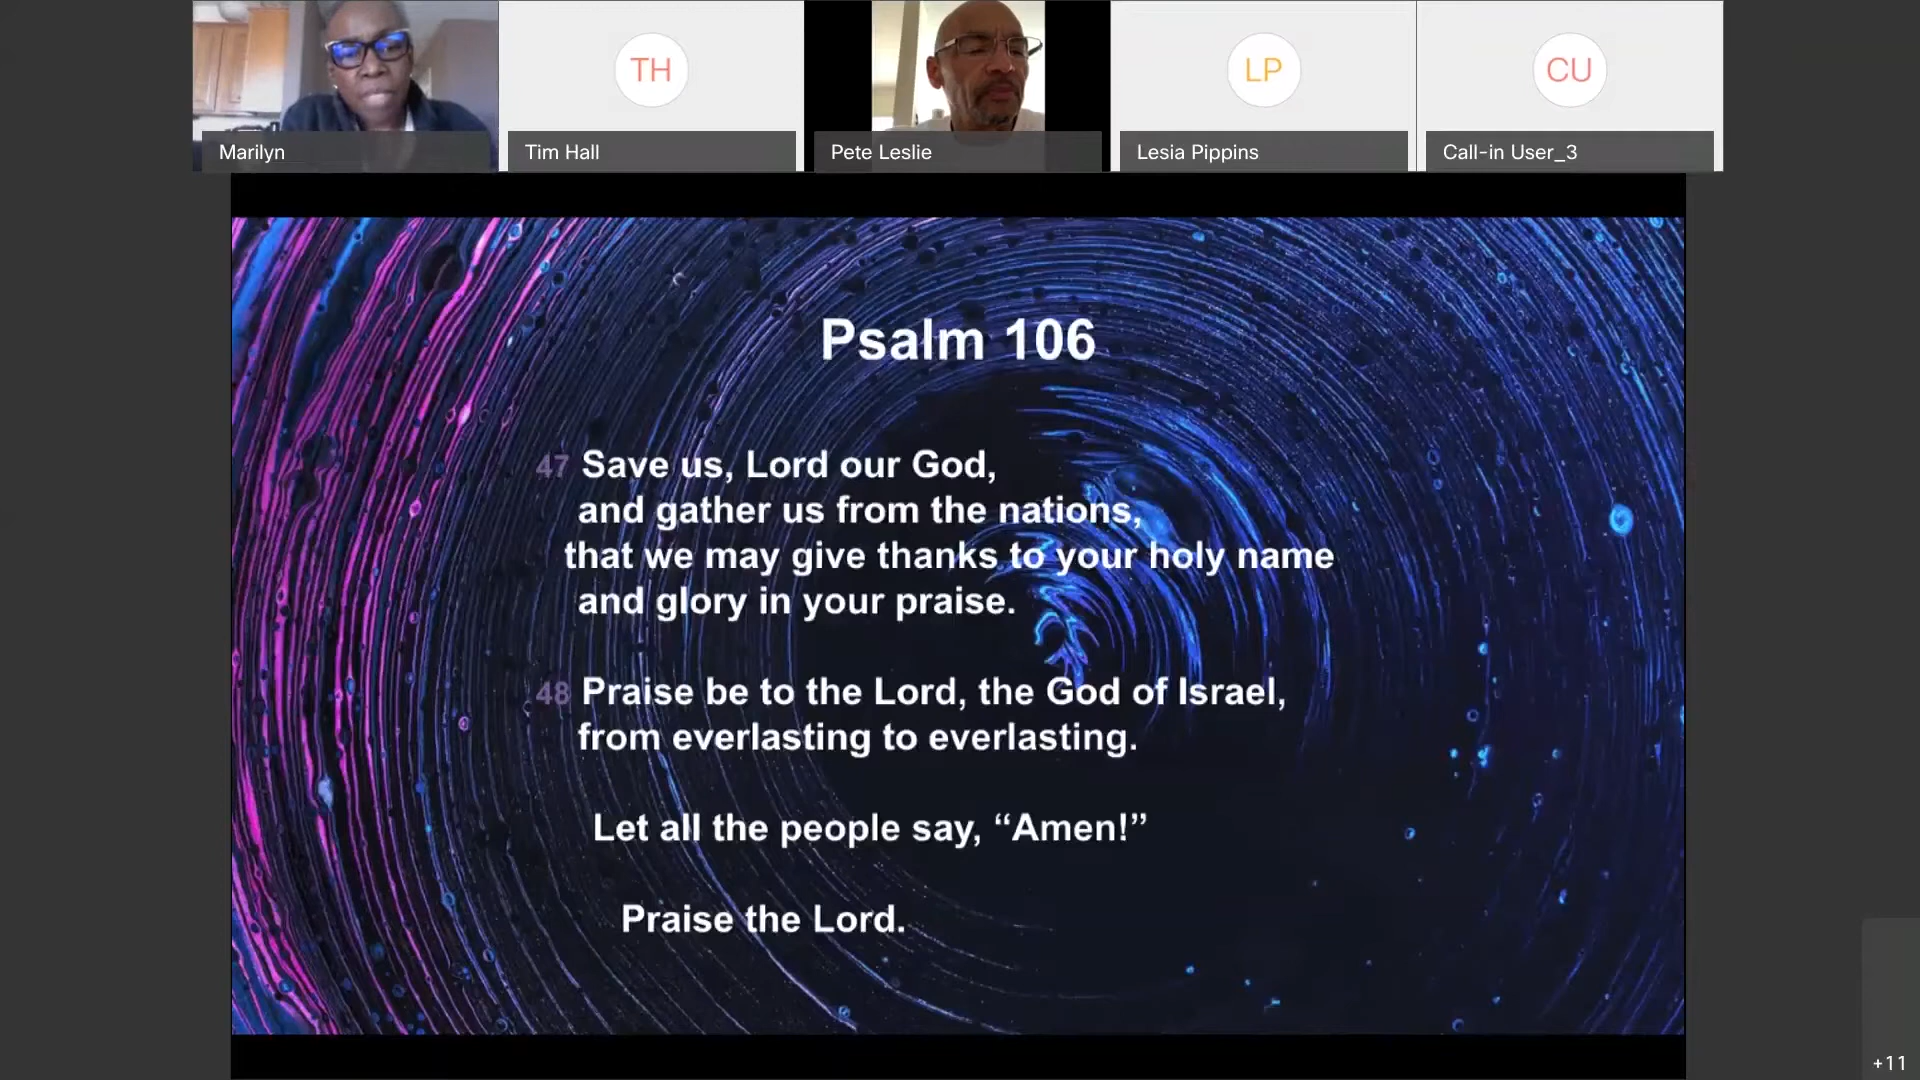 TH
LP
CU
Marilyn
Tim Hall
Pete Leslie
Lesia Pippins
Call-in User_3
Psalm 106
47 Save us, Lord our God,
and gather us from the nations,
that we may give thanks to your holy name
and glory in your praise.
48 Praise be to the Lord, the God of Israel,
from everlasting to everlasting.
Let all the people say, “Amen!”
Praise the Lord.
+11